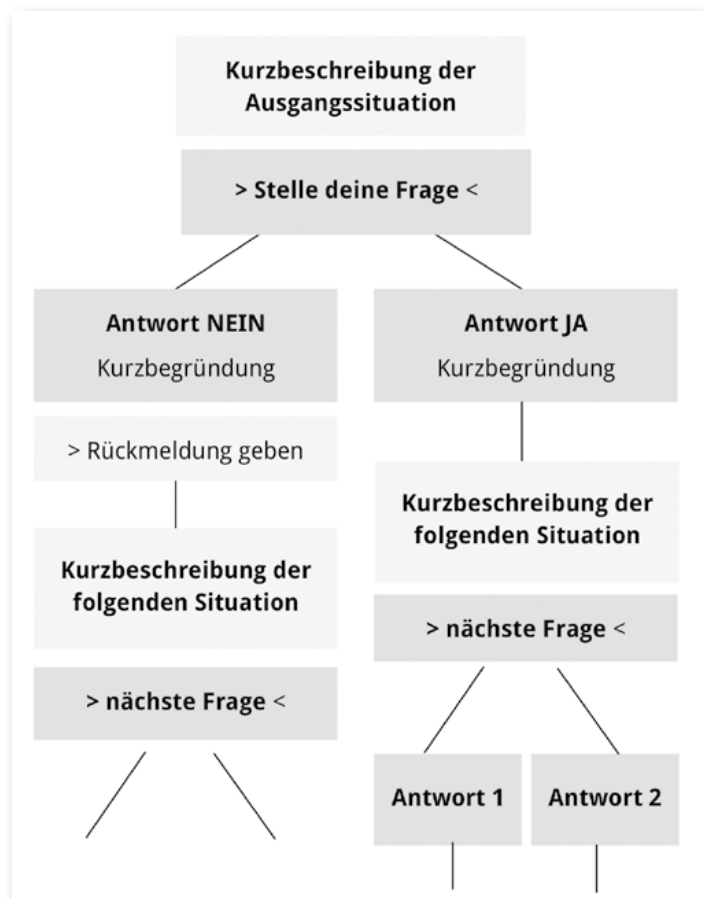 Kurzbeschreibung der
Ausgangssituation
> Stelle deine Frage <
Antwort NEIN
Kurzbegründung
> Rückmeldung geben
Kurzbeschreibung der
folgenden Situation
> nächste Frage <
Antwort JA
Kurzbegründung
Kurzbeschreibung der
folgenden Situation
> nächste Frage <
Antwort 1
Antwort 2